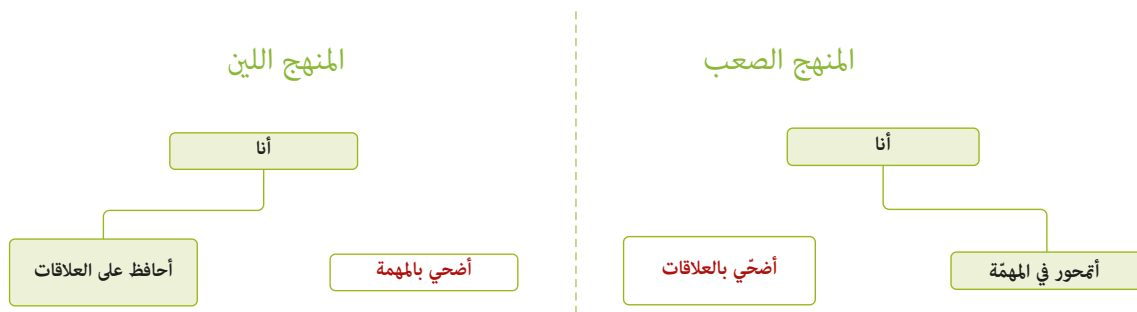 المنهج الصعب
أنا
أتمحور في المهمّة
أضحّي بالعلاقات
المنهج اللين
أنا
أضحي بالمهمة
أحافظ على العلاقات